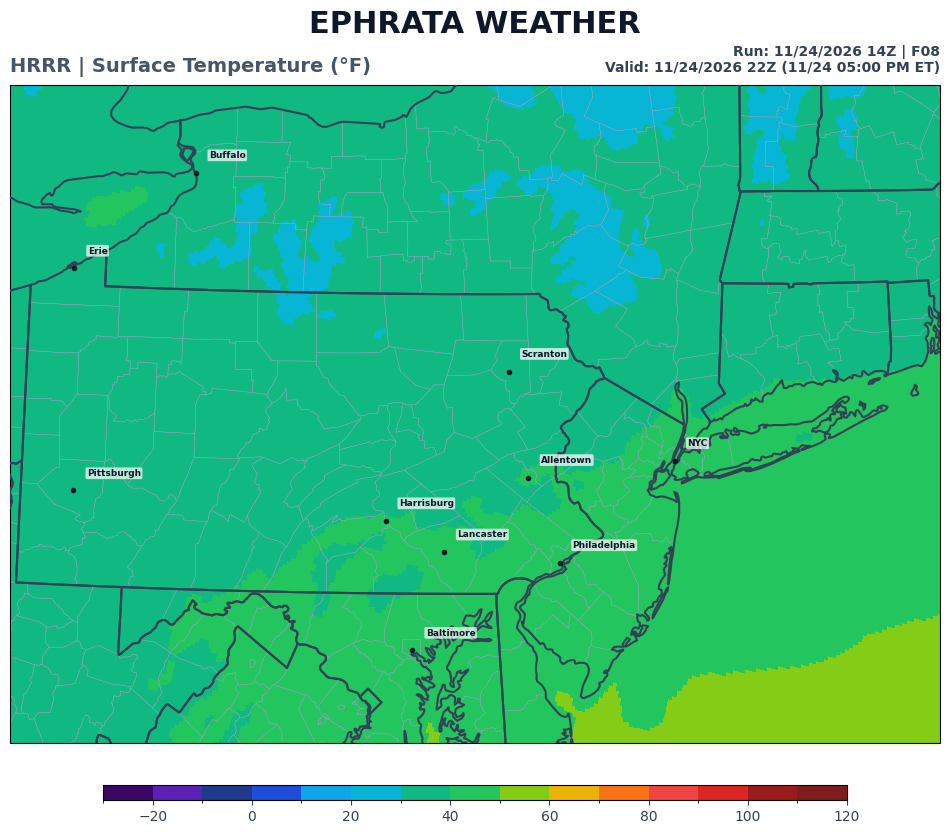 EPHRATA WEATHER
HRRR | Surface Temperature (°F)
Run: 11/24/2026 14Z | F08
Valid: 11/24/2026 22Z (11/24 05:00 PM ET)
Buffalo
Erie
Scranton
NYC
Allentown
Pittsburgh
Harrisburg
Lancaster
Philadelphia
Baltimore
−20 0 20 40 60 80 100 120